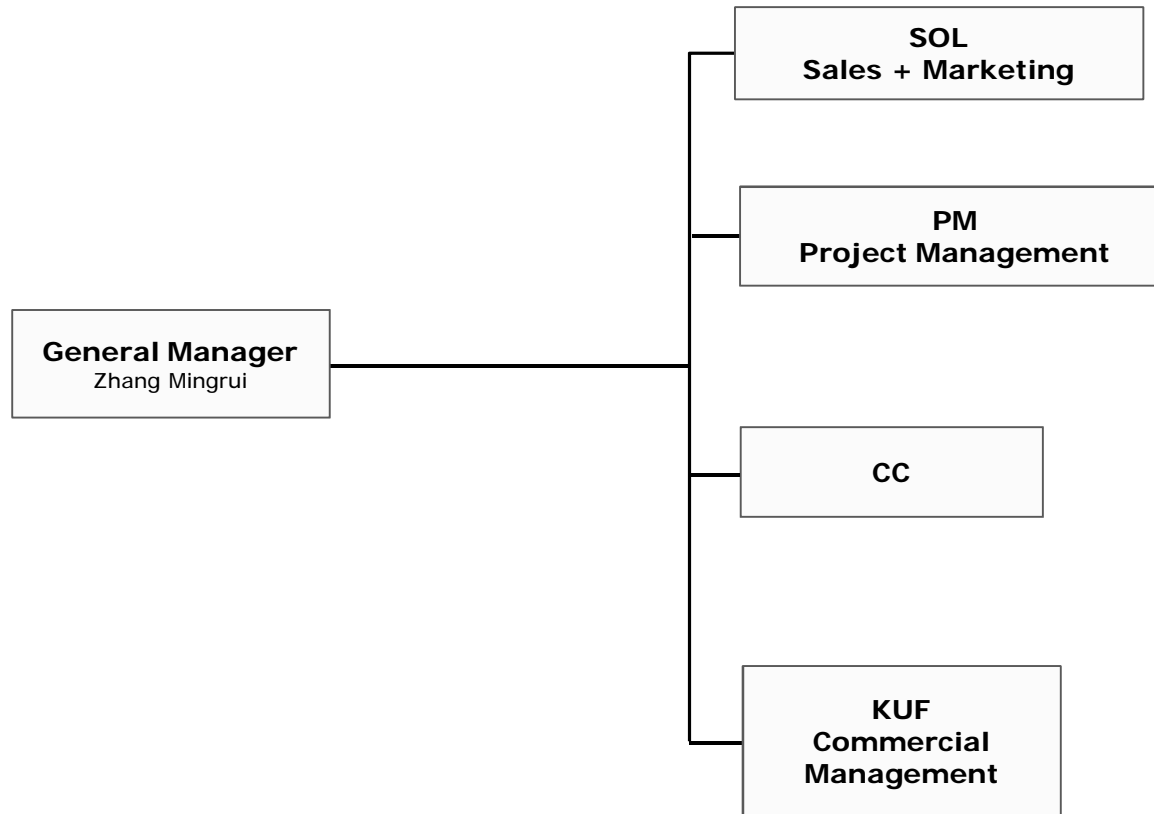 SOL
Sales + Marketing
PM
Project Management
General Manager
Zhang Mingrui
CC
KUF
Commercial
Management